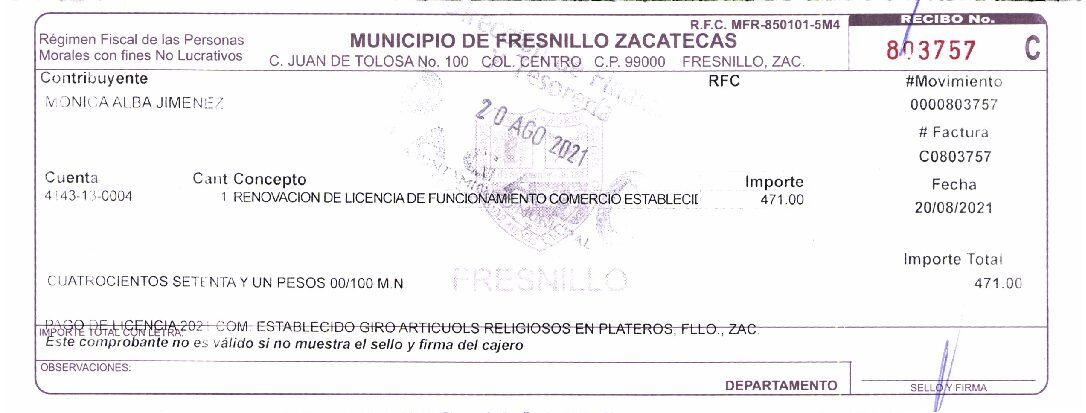 R.F.C. MFR-850101-5M4
RECIBO No.
Régimen Fiscal de las Personas
Morales con fines No Lucrativos
MUNICIPIO DE FRESNILLO ZACATECAS
C. JUAN DE TOLOSA No. 100 COL. CENTRO C.P. 99000 FRESNILLO, ZAC.
803757 C
Contribuyente
RFC
#Movimiento
MONICA ALBA JIMENEZ
0000803757
Tesorería
20 AGO 2021
# Factura
C0803757
Cuenta
Cant Concepto
Importe
Fecha
4143-13-0004
1 RENOVACION DE LICENCIA DE FUNCIONAMIENTO COMERCIO ESTABLECI
471.00
20/08/2021
Importe Total
CUATROCIENTOS SETENTA Y UN PESOS 00/100 M.N
FRESNILLO
471.00
PAGO DE LICENCIA 2021 COM. ESTABLECIDO GIRO ARTICUOLS RELIGIOSOS EN PLATEROS, FLLO., ZAC.
IMPORTE TOTAL CON LETRA:
Este comprobante no es válido si no muestra el sello y firma del cajero
OBSERVACIONES:
DEPARTAMENTO
SELLO Y FIRMA